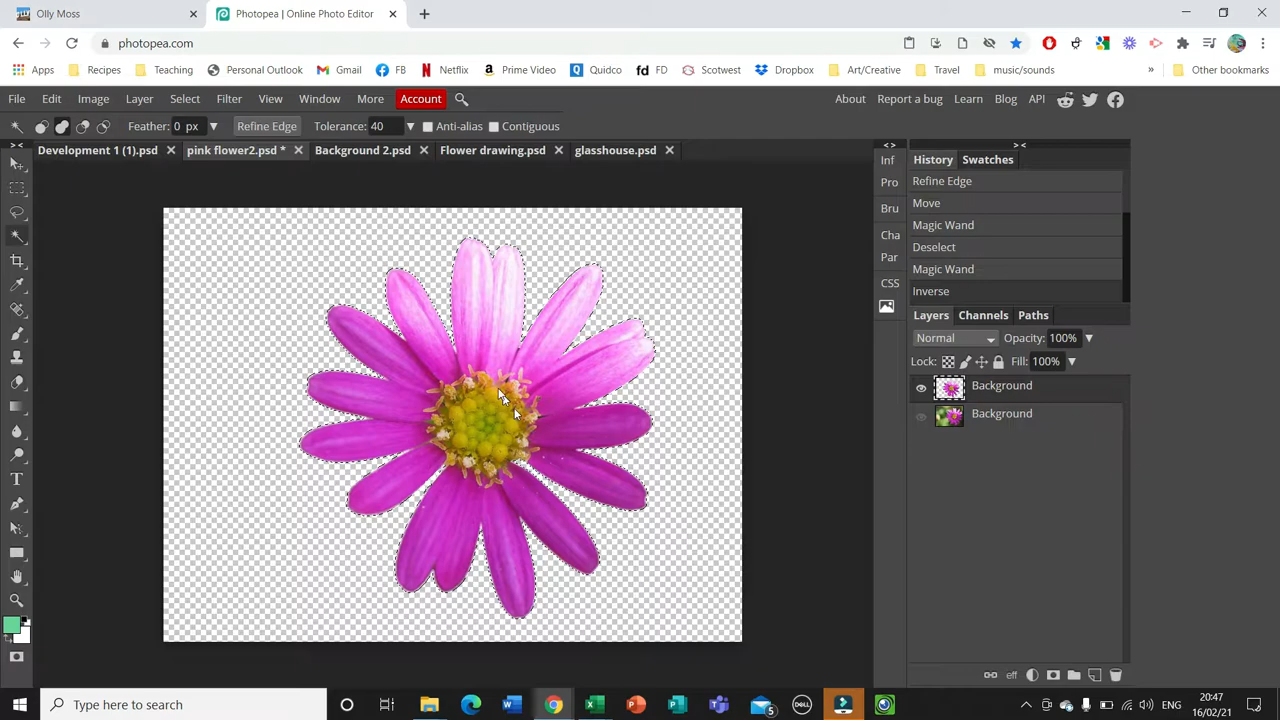 Olly Moss
Photopea | Online Photo Editor
photopea.com
Apps Recipes Teaching Personal Outlook Gmail FB Netflix Prime Video Quidco fd FD Scotwest Dropbox Art/Creative Travel music/sounds » Other bookmarks
File Edit Image Layer Select Filter View Window More Account About Report a bug Learn Blog API
Feather: 0 px Refine Edge Tolerance: 40 Anti-alias Contiguous
Development 1 (1).psd pink flower2.psd * Background 2.psd Flower drawing.psd glasshouse.psd
Inf
Pro
Bru
Cha
Par
CSS
History Swatches
Refine Edge
Move
Magic Wand
Deselect
Magic Wand
Inverse
Layers Channels Paths
Normal Opacity: 100%
Lock: Fill: 100%
Background
Background
eff
Type here to search
5
DELL
ENG
20:47
16/02/21